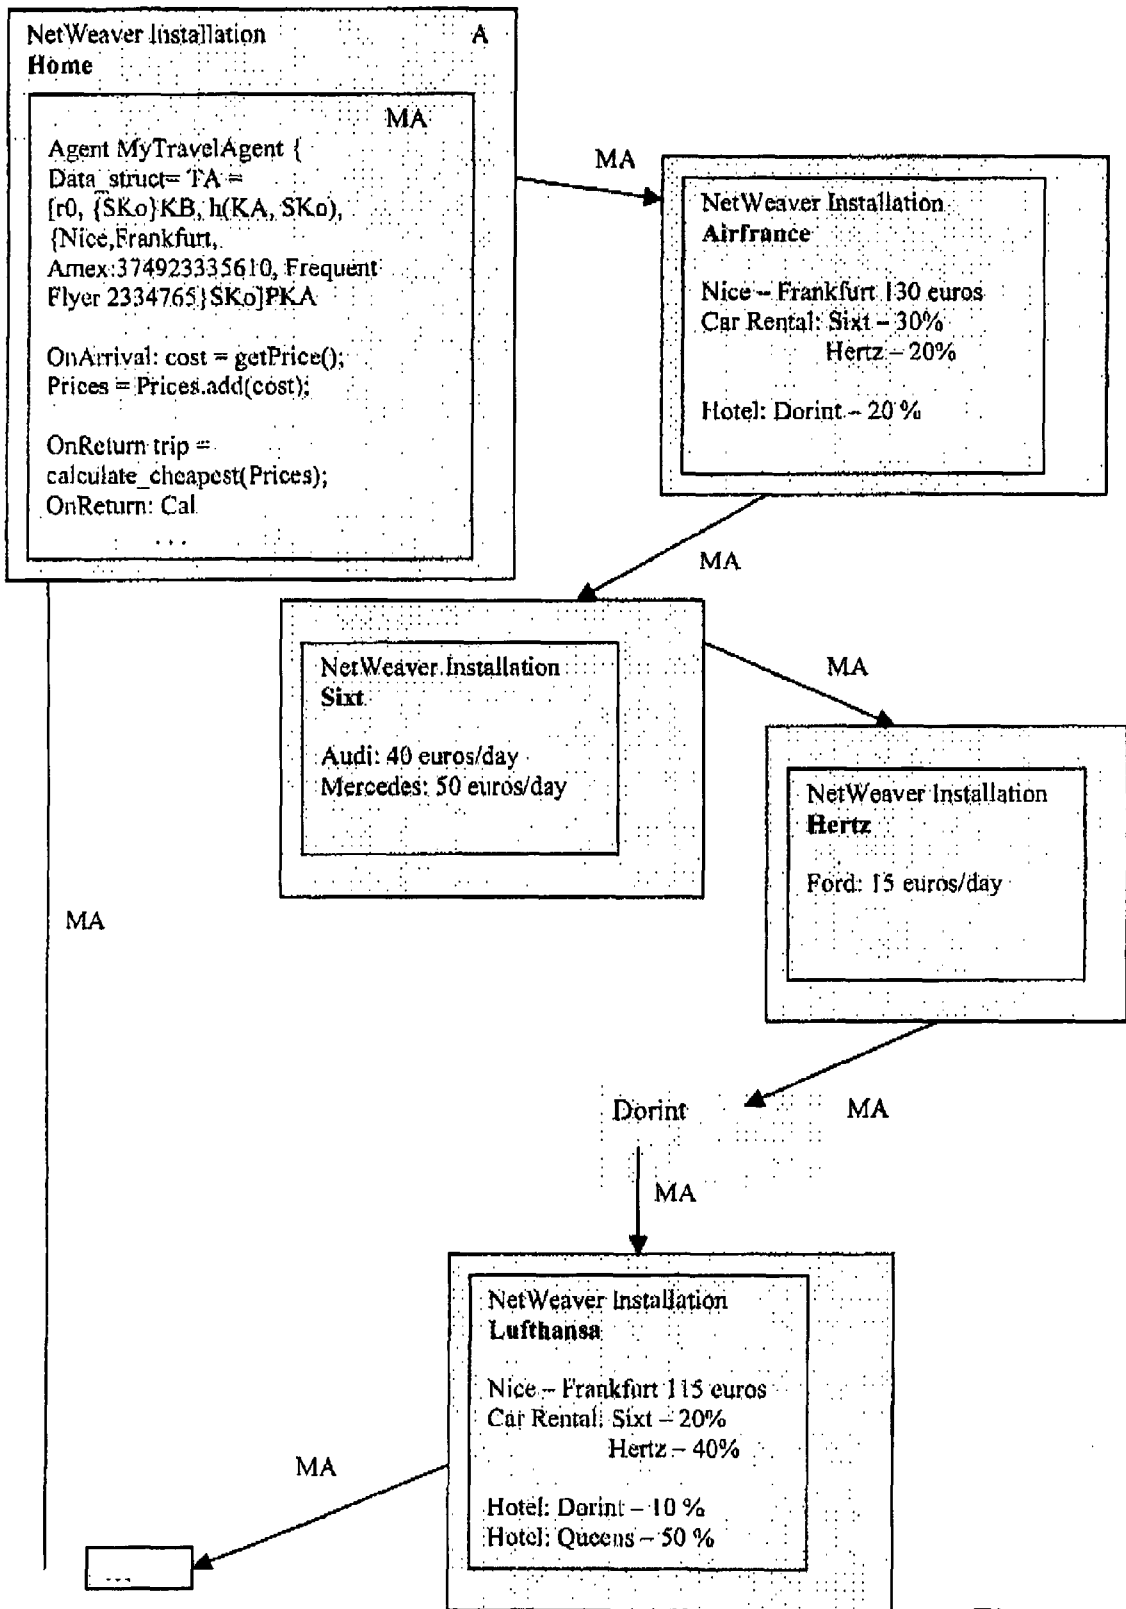 NetWeaver Installation A
Home
MA
Agent MyTravelAgent {
Data_struct= TA =
[r0, {SKo}KB, h(KA, SKo),
{Nice,Frankfurt,
Amex:374923335610, Frequent
Flyer 2334765}SKo]PKA
OnArrival: cost = getPrice();
Prices = Prices.add(cost);
OnReturn trip =
calculate_cheapest(Prices);
OnReturn: Cal
...
MA
NetWeaver Installation
Airfrance
Nice – Frankfurt 130 euros
Car Rental: Sixt – 30%
Hertz – 20%
Hotel: Dorint – 20 %
MA
NetWeaver Installation
Sixt
Audi: 40 euros/day
Mercedes: 50 euros/day
MA
NetWeaver Installation
Hertz
Ford: 15 euros/day
MA
Dorint
MA
MA
NetWeaver Installation
Lufthansa
Nice – Frankfurt 115 euros
Car Rental: Sixt – 20%
Hertz – 40%
Hotel: Dorint – 10 %
Hotel: Queens – 50 %
MA
...